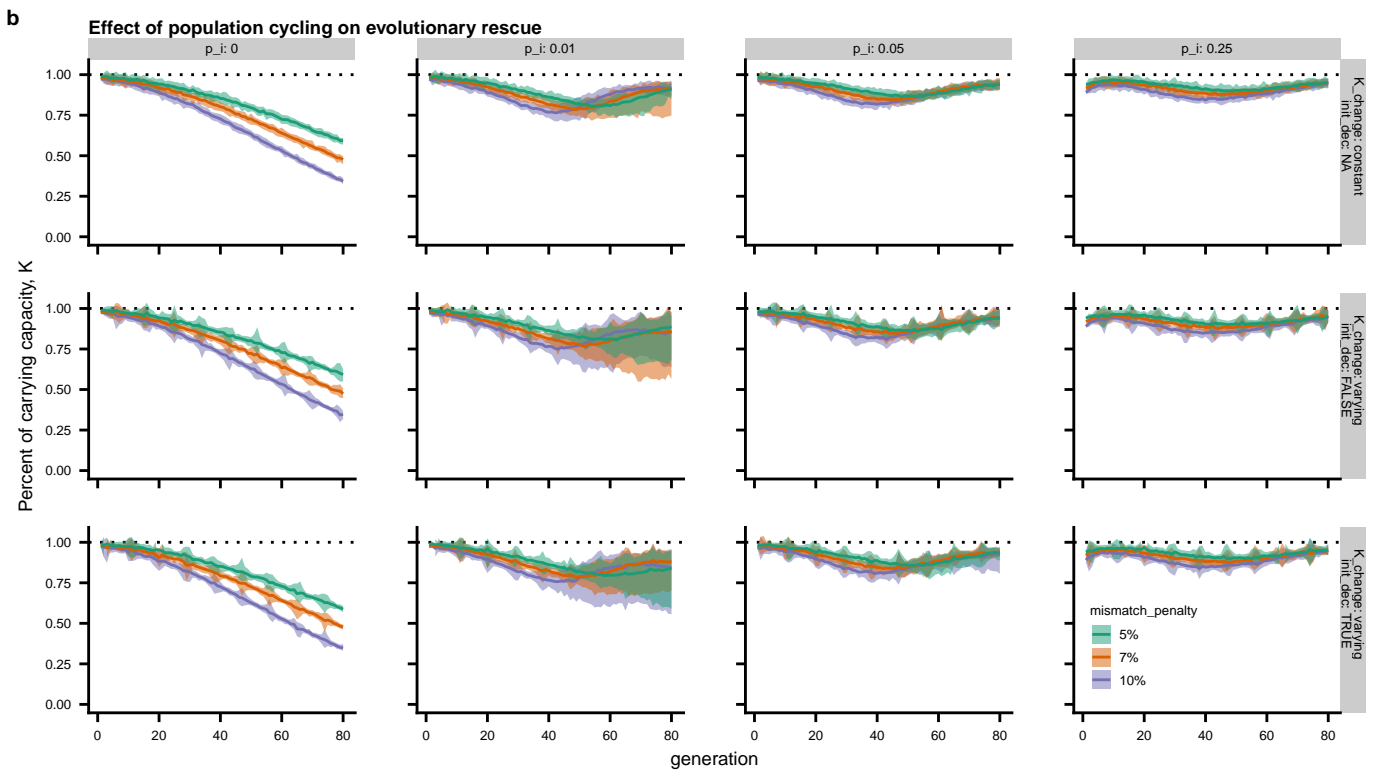 b
Effect of population cycling on evolutionary rescue
p_i: 0
p_i: 0.01
p_i: 0.05
p_i: 0.25
1.00
0.75
0.50
0.25
0.00
K_change: constant
init_dec: NA
1.00
0.75
0.50
0.25
0.00
K_change: varying
init_dec: FALSE
Percent of carrying capacity, K
1.00
0.75
0.50
0.25
0.00
K_change: varying
init_dec: TRUE
mismatch_penalty
5%
7%
10%
0 20 40 60 80
0 20 40 60 80
0 20 40 60 80
0 20 40 60 80
generation